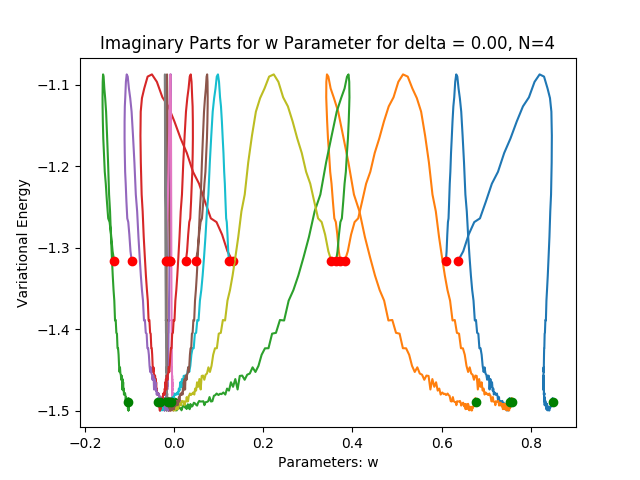 Imaginary Parts for w Parameter for delta = 0.00, N=4
Variational Energy
−1.1
−1.2
−1.3
−1.4
−1.5
−0.2 0.0 0.2 0.4 0.6 0.8
Parameters: w